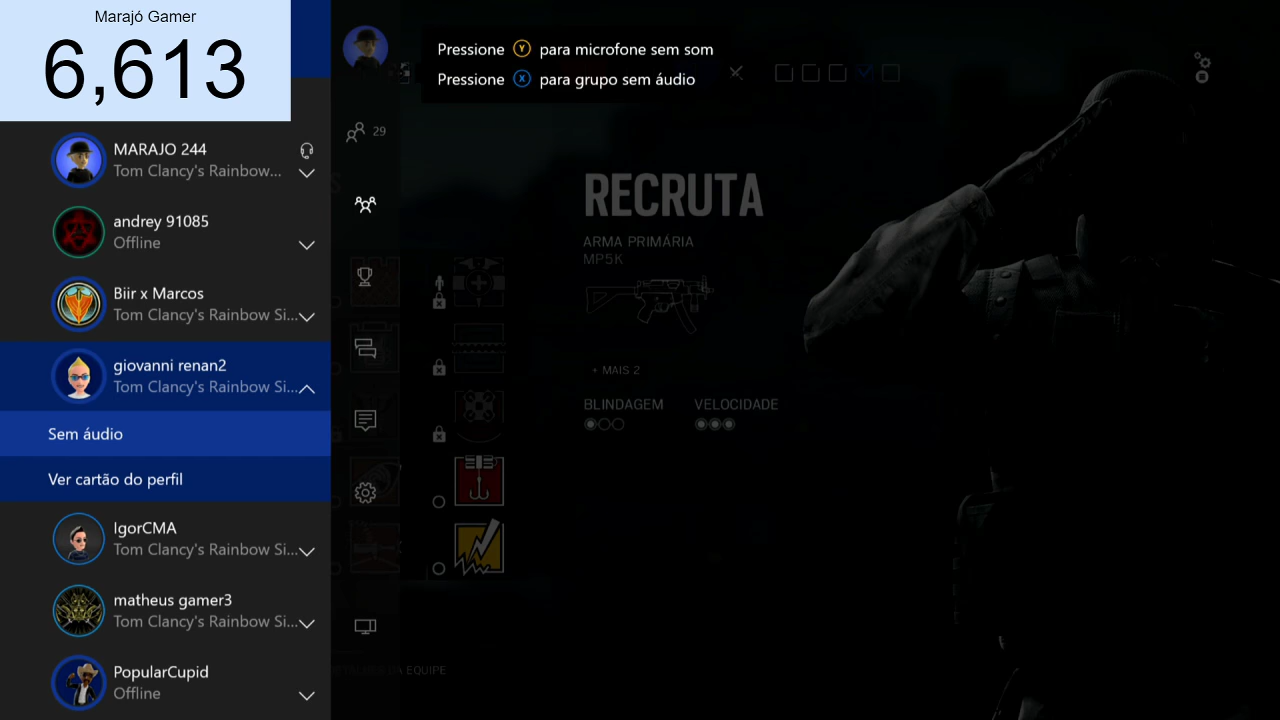 Marajó Gamer
6,613
Pressione Y para microfone sem som
Pressione X para grupo sem áudio
MARAJO 244
Tom Clancy's Rainbow...
29
andrey 91085
Offline
Biir x Marcos
Tom Clancy's Rainbow Si...
giovanni renan2
Tom Clancy's Rainbow Si...
Sem áudio
Ver cartão do perfil
IgorCMA
Tom Clancy's Rainbow Si...
matheus gamer3
Tom Clancy's Rainbow Si...
PopularCupid
Offline
RECRUTA
ARMA PRIMÁRIA
MP5K
+ MAIS 2
BLINDAGEM
VELOCIDADE
EQUIPE